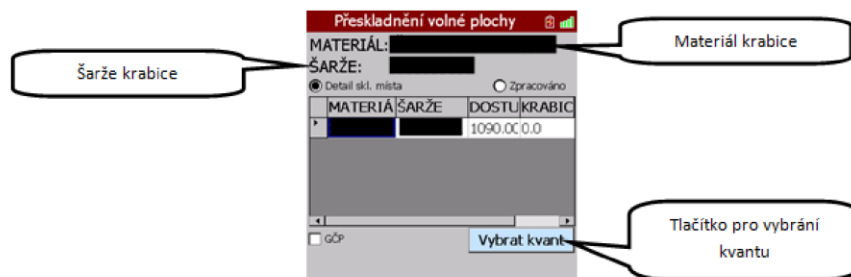 Přeskladnění volné plochy
MATERIÁL:
Materiál krabice
ŠARŽE:
Šarže krabice
Detail skl. místa
Zpracováno
MATERIÁ ŠARŽE DOSTU KRABIC
1090.00 0.0
GČP
Vybrat kvant
Tlačítko pro vybrání
kvantu